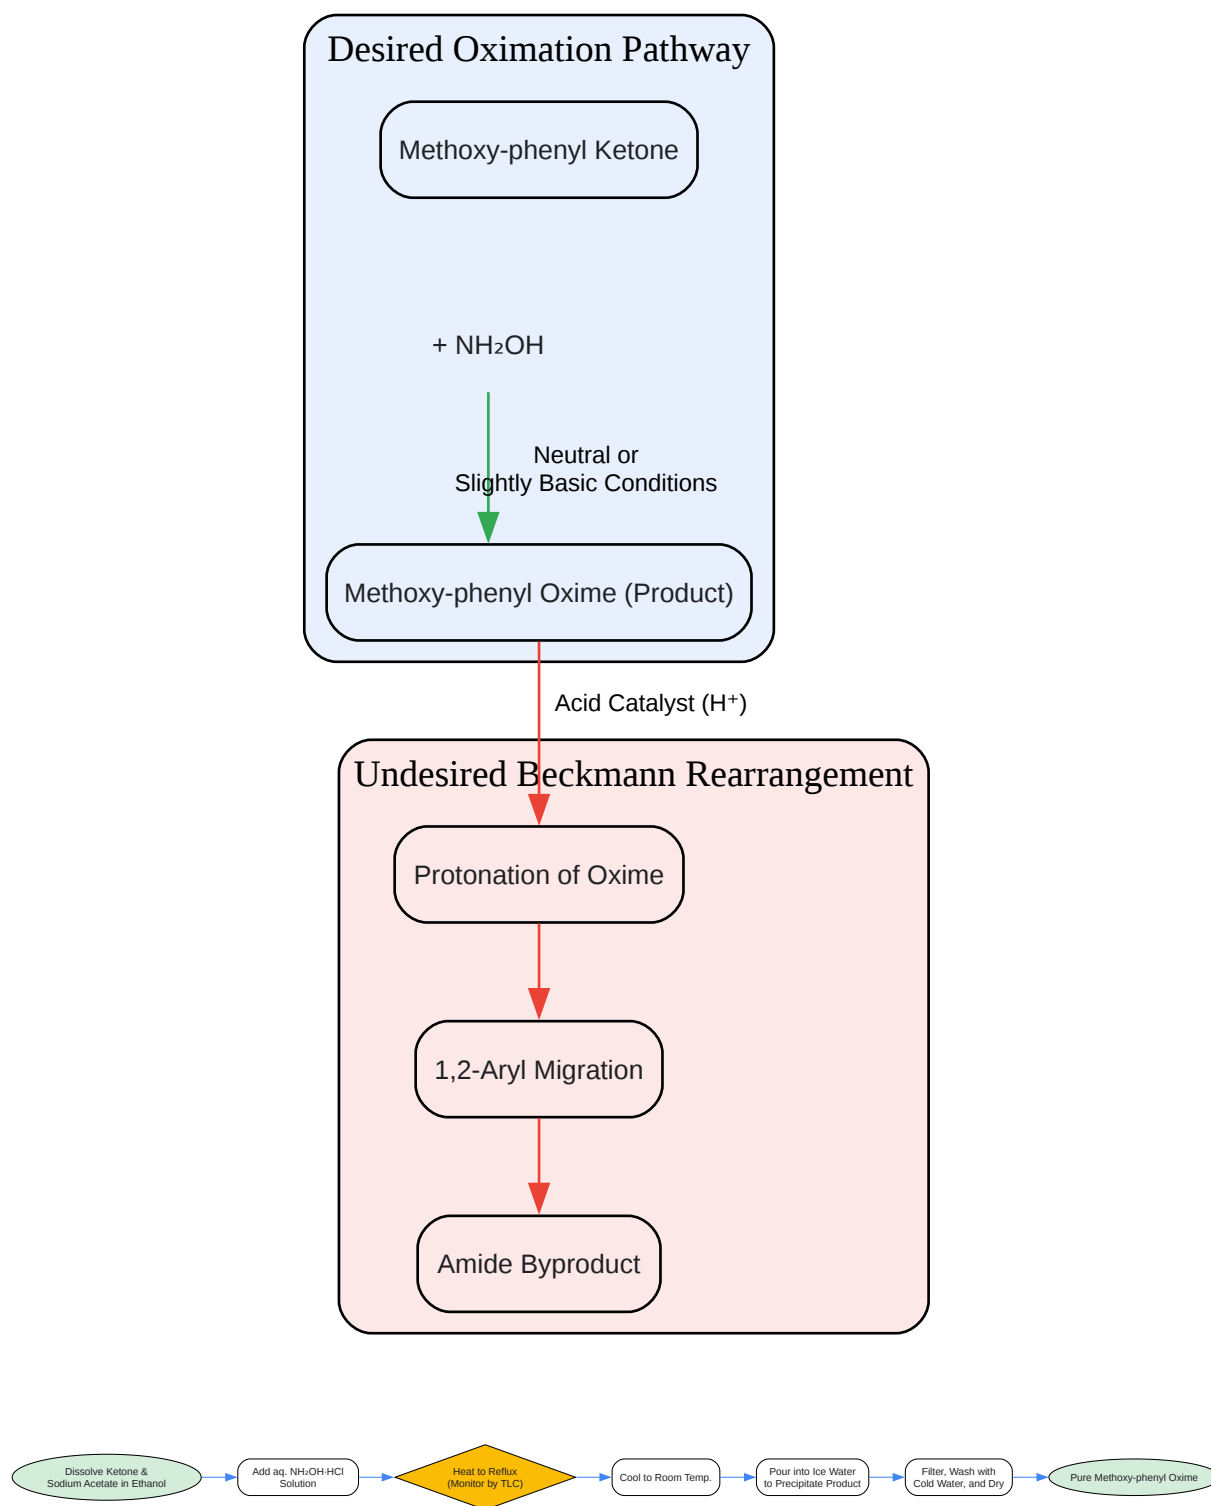 Desired Oximation Pathway
Methoxy-phenyl Ketone
+ NH₂OH
Neutral or
Slightly Basic Conditions
Methoxy-phenyl Oxime (Product)
Acid Catalyst (H⁺)
Undesired Beckmann Rearrangement
Protonation of Oxime
1,2-Aryl Migration
Amide Byproduct
Dissolve Ketone &
Sodium Acetate in Ethanol
Add aq. NH₂OH·HCl
Solution
Heat to Reflux
(Monitor by TLC)
Cool to Room Temp.
Pour into Ice Water
to Precipitate Product
Filter, Wash with
Cold Water, and Dry
Pure Methoxy-phenyl Oxime